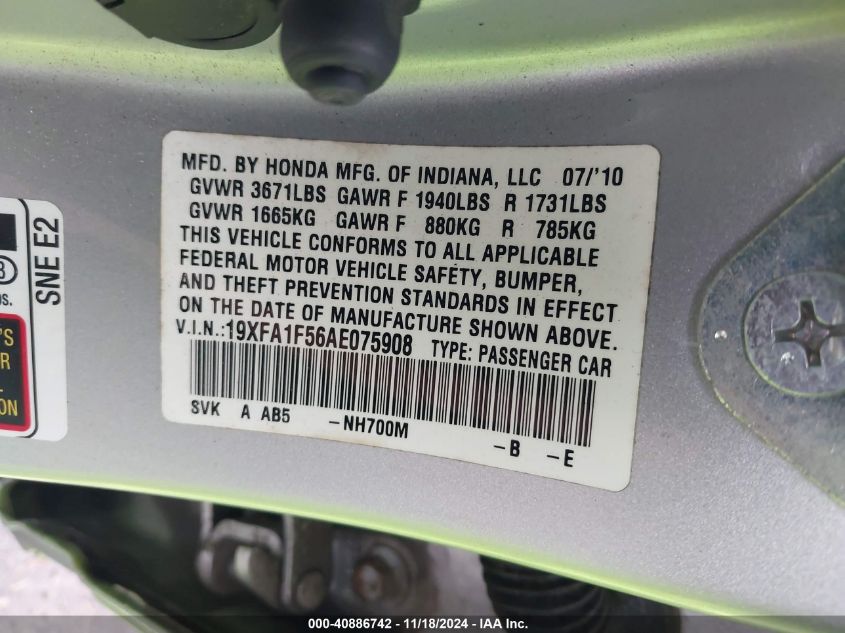 MFD. BY HONDA MFG. OF INDIANA, LLC 07/'10
GVWR 3671LBS GAWR F 1940LBS R 1731LBS
GVWR 1665KG GAWR F 880KG R 785KG
THIS VEHICLE CONFORMS TO ALL APPLICABLE
FEDERAL MOTOR VEHICLE SAFETY, BUMPER,
AND THEFT PREVENTION STANDARDS IN EFFECT
ON THE DATE OF MANUFACTURE SHOWN ABOVE.
V.I.N.:19XFA1F56AE075908 TYPE: PASSENGER CAR
SVK A AB5 -NH700M -B -E
SNE E2
000-40886742 - 11/18/2024 - IAA Inc.